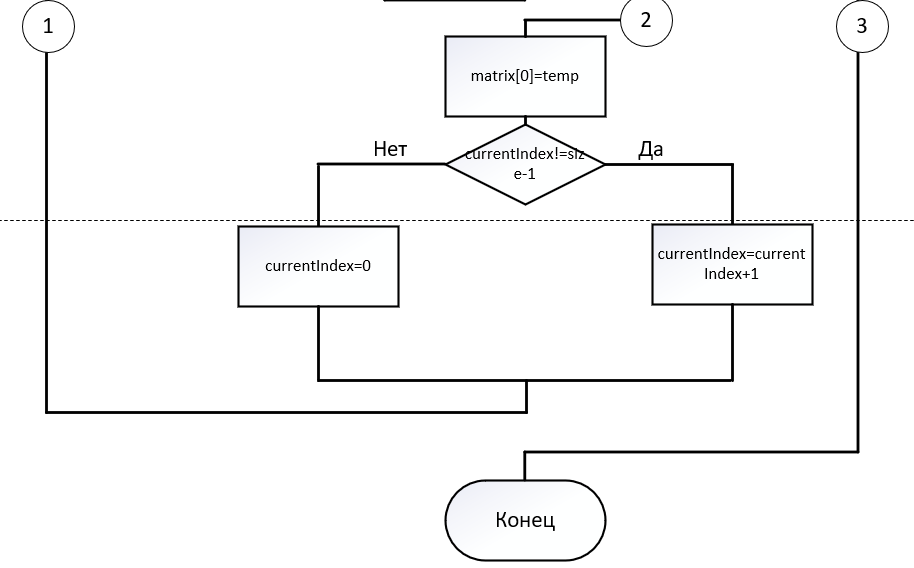 1
2
3
matrix[0]=temp
Нет
currentIndex!=siz
e-1
Да
currentIndex=0
currentIndex=current
Index+1
Конец